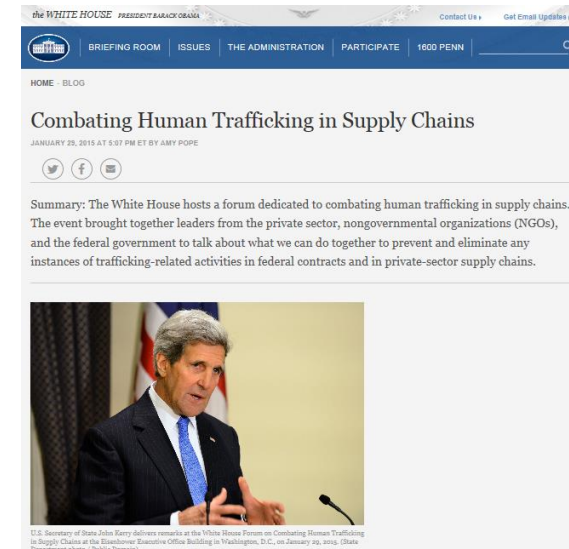 the WHITE HOUSE PRESIDENT BARACK OBAMA
Contact Us
Get Email Updates
BRIEFING ROOM
ISSUES
THE ADMINISTRATION
PARTICIPATE
1600 PENN
HOME · BLOG
Combating Human Trafficking in Supply Chains
JANUARY 29, 2015 AT 5:07 PM ET BY AMY POPE
Summary: The White House hosts a forum dedicated to combating human trafficking in supply chains.
The event brought together leaders from the private sector, nongovernmental organizations (NGOs),
and the federal government to talk about what we can do together to prevent and eliminate any
instances of trafficking-related activities in federal contracts and in private-sector supply chains.
U.S. Secretary of State John Kerry delivers remarks at the White House Forum on Combating Human Trafficking
in Supply Chains at the Eisenhower Executive Office Building in Washington, D.C., on January 29, 2015. (State
Department photo / Public Domain)